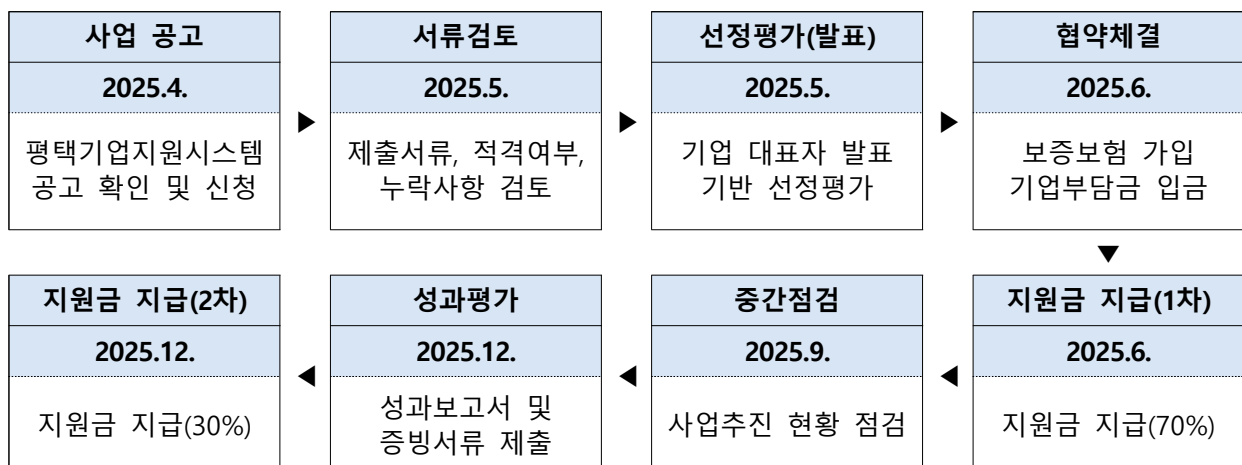 사업 공고
2025.4.
평택기업지원시스템
공고 확인 및 신청
▶
서류검토
2025.5.
제출서류, 적격여부,
누락사항 검토
▶
선정평가(발표)
2025.5.
기업 대표자 발표
기반 선정평가
▶
협약체결
2025.6.
보증보험 가입
기업부담금 입금
▼
지원금 지급(1차)
2025.6.
지원금 지급(70%)
◀
중간점검
2025.9.
사업추진 현황 점검
◀
성과평가
2025.12.
성과보고서 및
증빙서류 제출
◀
지원금 지급(2차)
2025.12.
지원금 지급(30%)